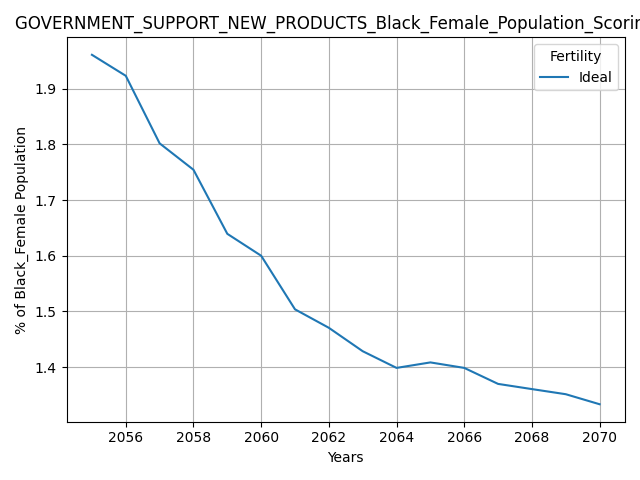 GOVERNMENT_SUPPORT_NEW_PRODUCTS_Black_Female_Population_Scorin
Fertility
Ideal
% of Black_Female Population
1.9
1.8
1.7
1.6
1.5
1.4
2056 2058 2060 2062 2064 2066 2068 2070
Years